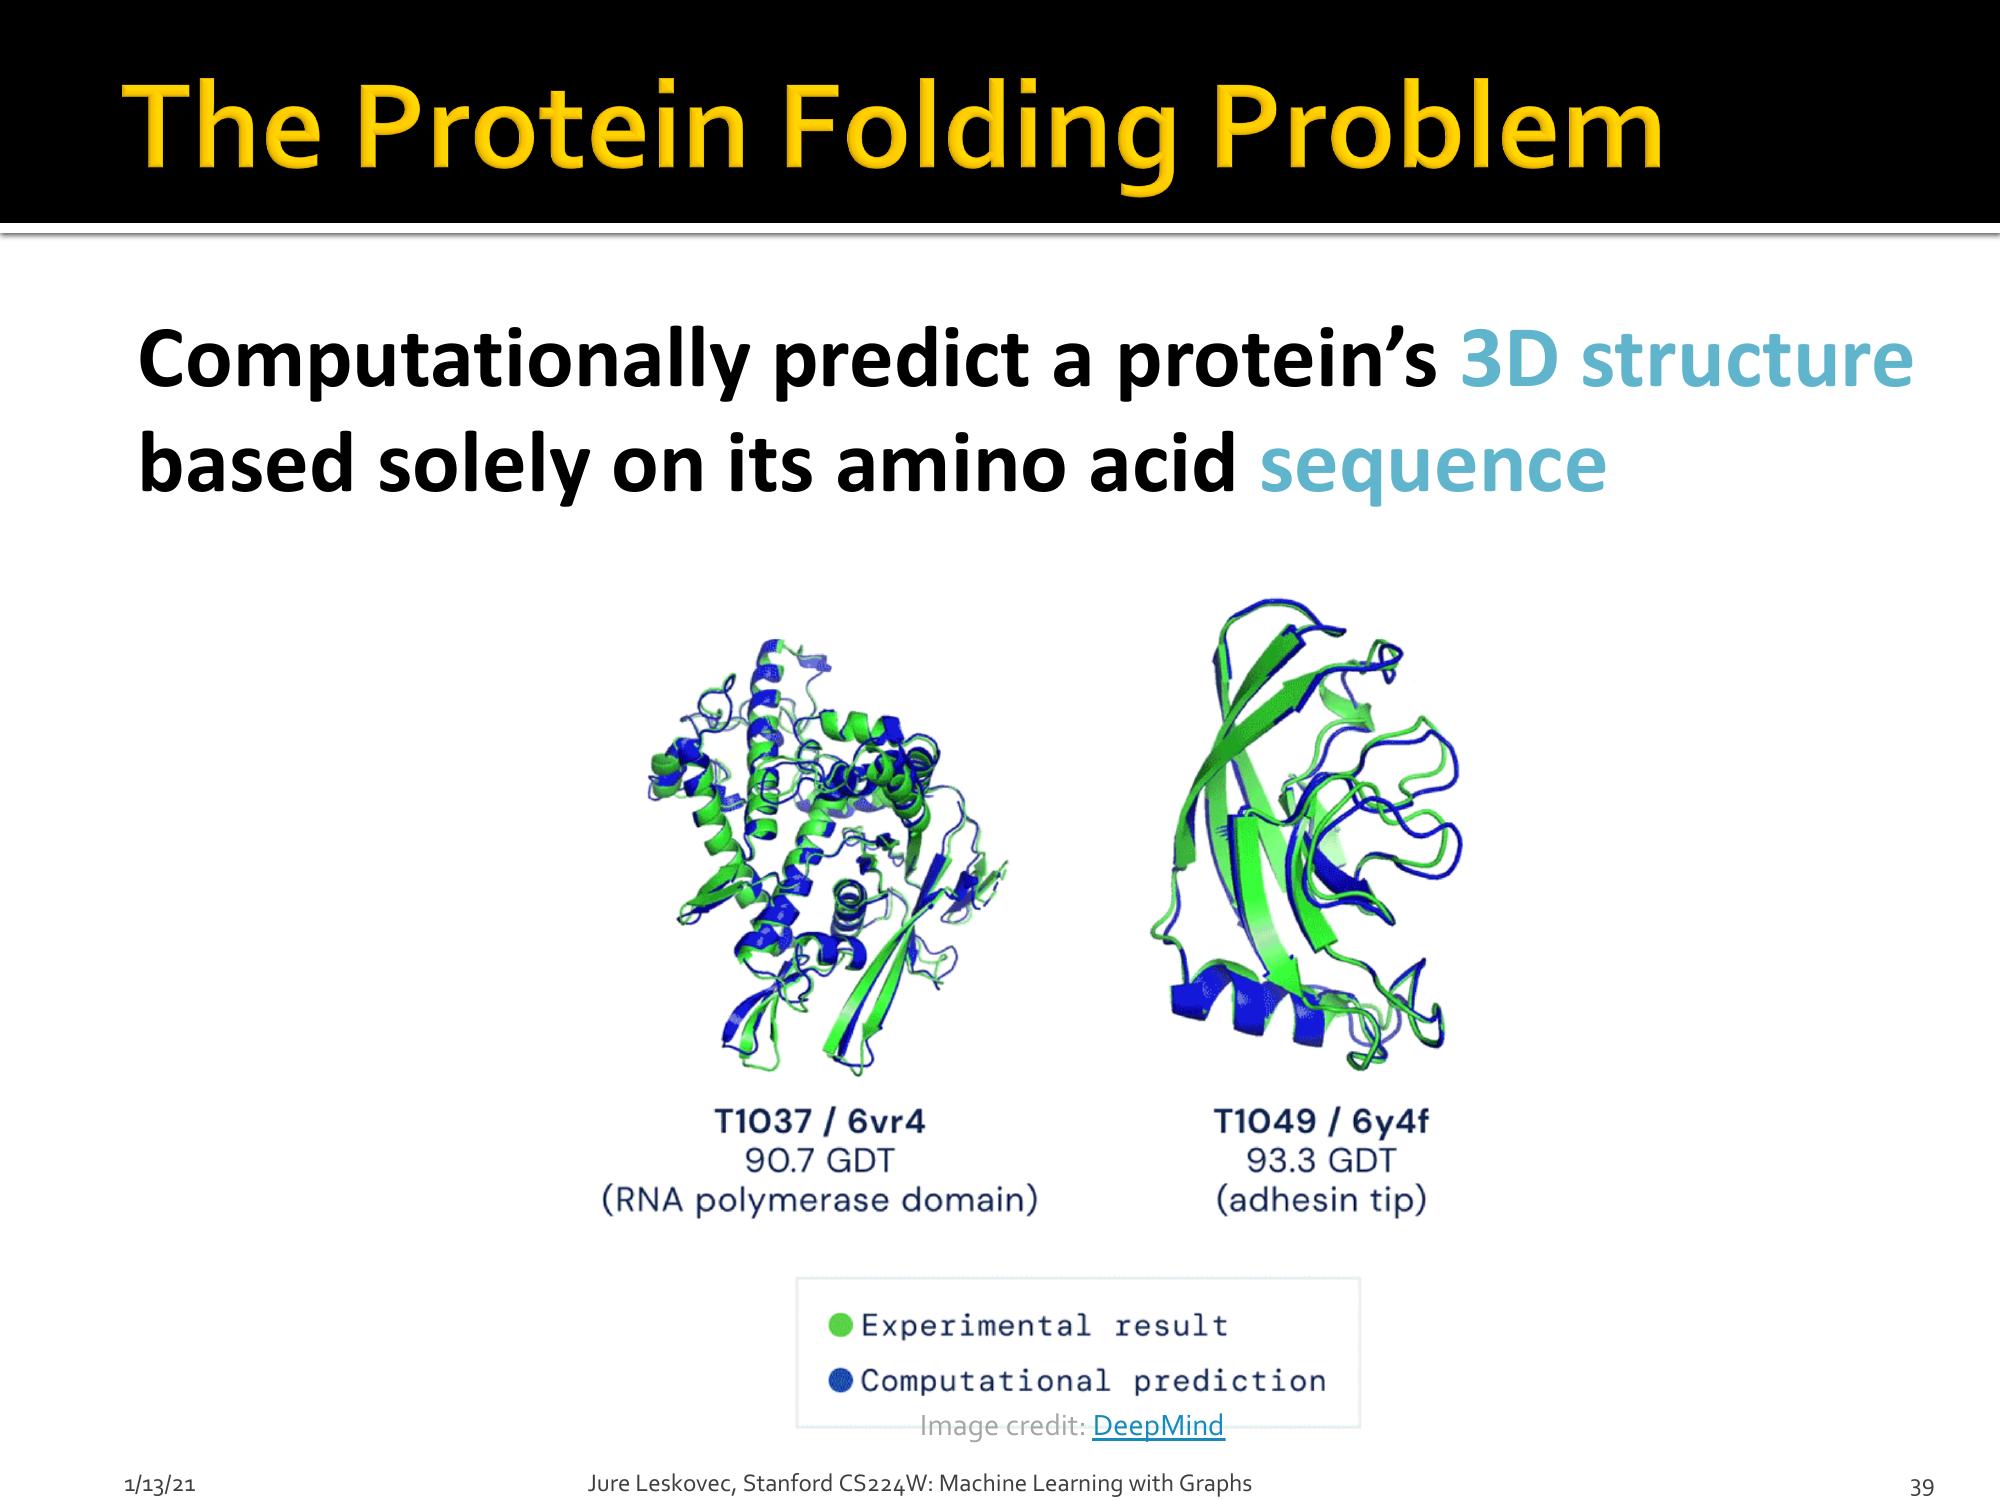 The Protein Folding Problem
Computationally predict a protein’s 3D structure
based solely on its amino acid sequence
T1037 / 6vr4
90.7 GDT
(RNA polymerase domain)
T1049 / 6y4f
93.3 GDT
(adhesin tip)
Experimental result
Computational prediction
Image credit: DeepMind
1/13/21
Jure Leskovec, Stanford CS224W: Machine Learning with Graphs
39